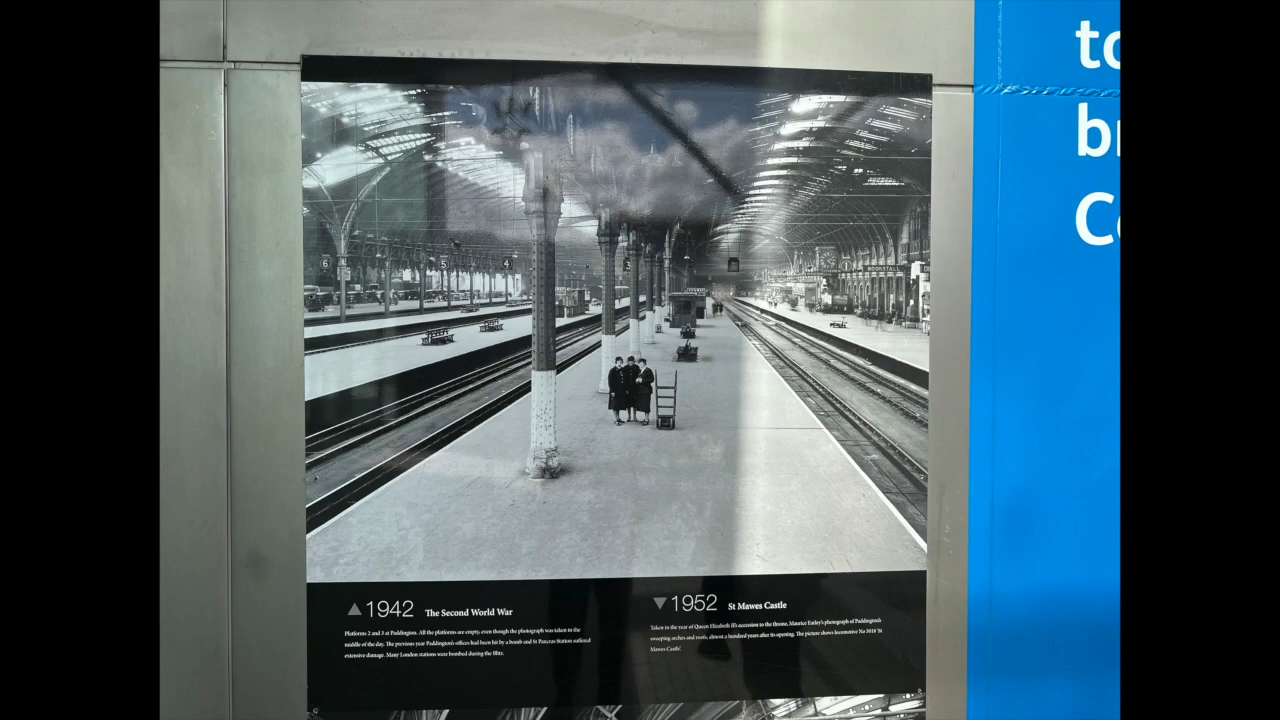 to
br
Co
6
5
4
3
1
BOOKSTALL
▲1942 The Second World War
Platforms 2 and 3 at Paddington. All the platforms are empty, even though the photograph was taken in the
middle of the day. The previous year Paddington's offices had been hit by a bomb and St Pancras Station suffered
extensive damage. Many London stations were bombed during the Blitz.
▼1952 St Mawes Castle
Taken in the year of Queen Elizabeth II's accession to the throne, Maurice Earley's photograph of Paddington's
sweeping arches and roofs, almost a hundred years after its opening. The picture shows locomotive No 5018 'St
Mawes Castle'.